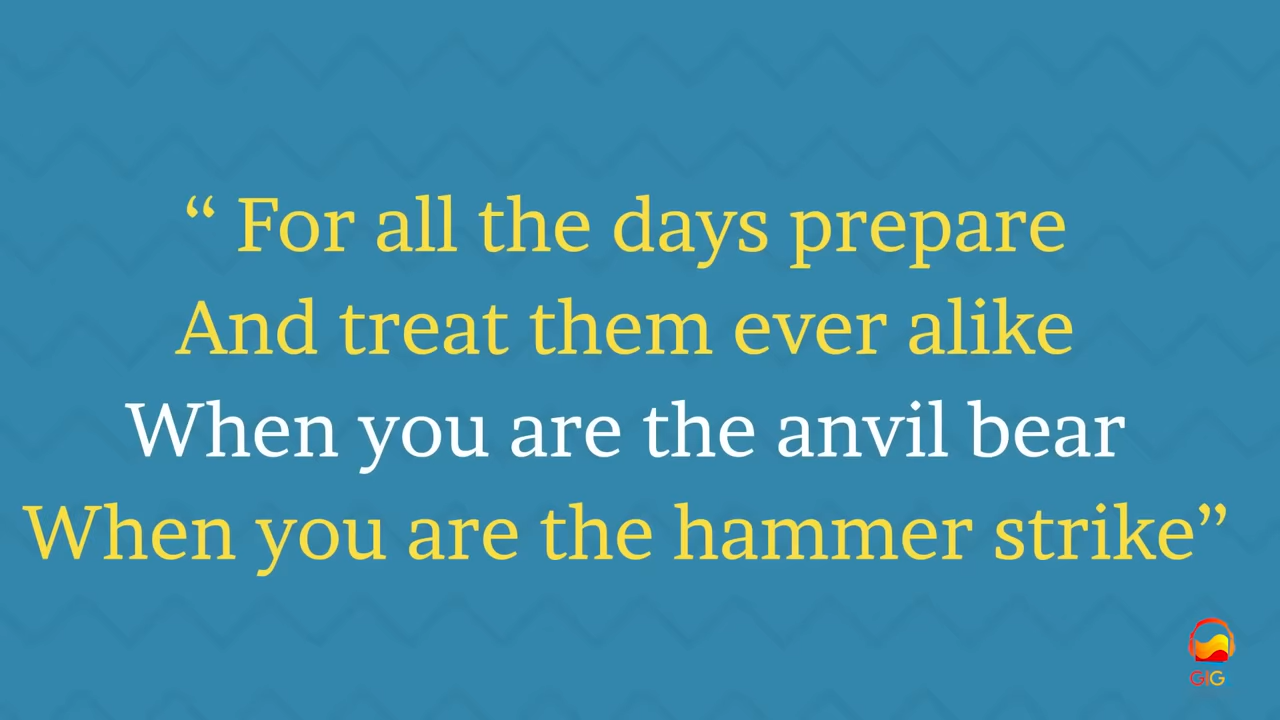 “ For all the days prepare
And treat them ever alike
When you are the anvil bear
When you are the hammer strike”
GIG